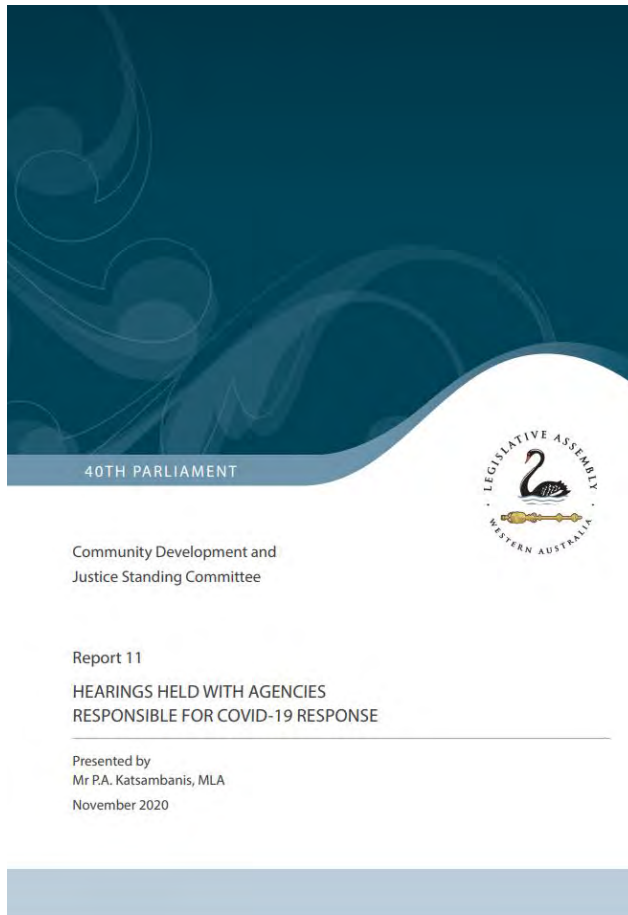 40TH PARLIAMENT
LEGISLATIVE ASSEMBLY
WESTERN AUSTRALIA
Community Development and
Justice Standing Committee
Report 11
HEARINGS HELD WITH AGENCIES
RESPONSIBLE FOR COVID-19 RESPONSE
Presented by
Mr P.A. Katsambanis, MLA
November 2020